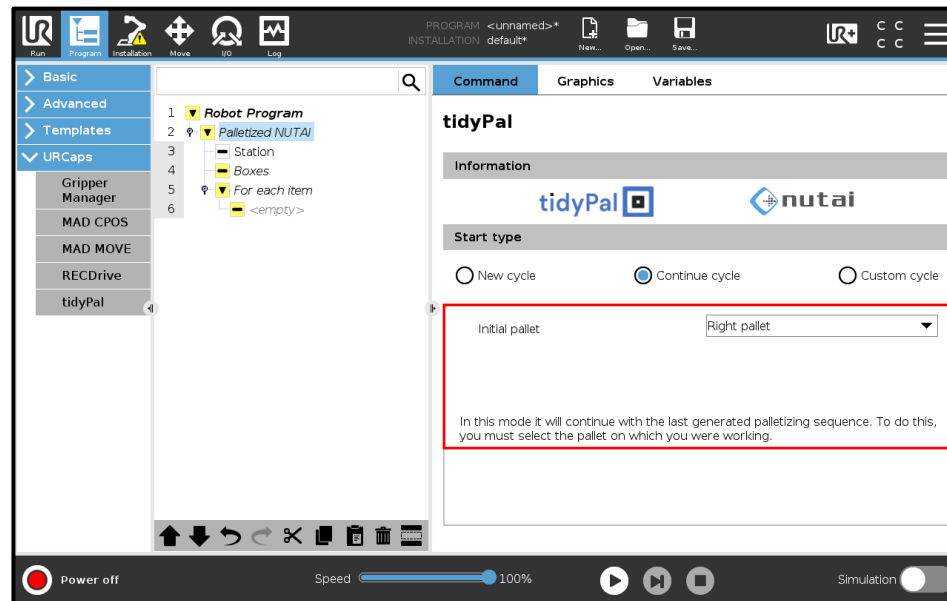 PROGRAM <unnamed>*
INSTALLATION default*
Run
Program
Installation
Move
I/O
Log
New...
Open...
Save...
UR+
C C
C C
Basic
Advanced
Templates
URCaps
Gripper
Manager
MAD CPOS
MAD MOVE
RECDrive
tidyPal
1 Robot Program
2 Palletized NUTAI
3 Station
4 Boxes
5 For each item
6 <empty>
Command Graphics Variables
tidyPal
Information
tidyPal nutai
Start type
New cycle Continue cycle Custom cycle
Initial pallet Right pallet
In this mode it will continue with the last generated palletizing sequence. To do this,
you must select the pallet on which you were working.
Power off
Speed 100%
Simulation